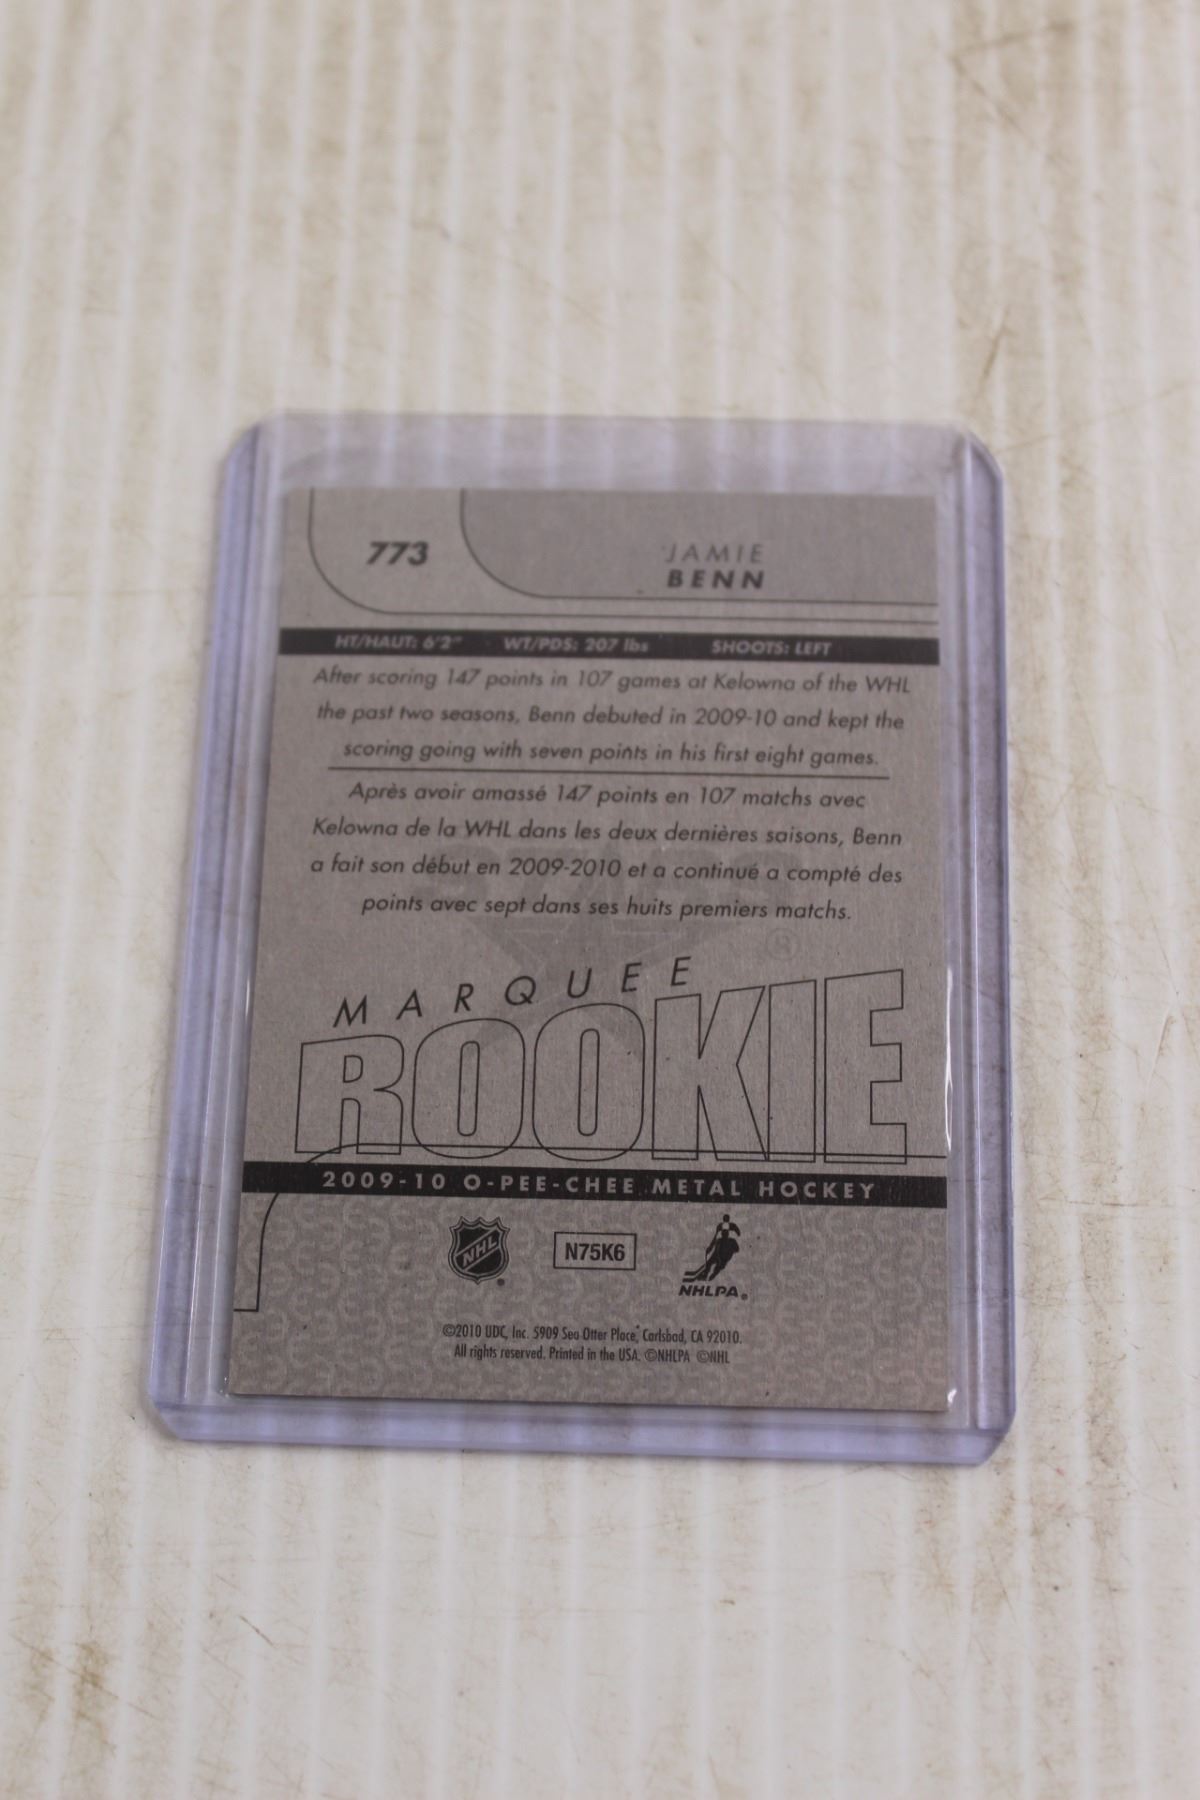 773
JAMIE
BENN
HT/HAUT: 6'2" WT/PDS: 207 lbs SHOOTS: LEFT
After scoring 147 points in 107 games at Kelowna of the WHL
the past two seasons, Benn debuted in 2009-10 and kept the
scoring going with seven points in his first eight games.
Après avoir amassé 147 points en 107 matchs avec
Kelowna de la WHL dans les deux dernières saisons, Benn
a fait son début en 2009-2010 et a continué a compté des
points avec sept dans ses huits premiers matchs.
®
MARQUEE
ROOKIE
2009-10 O-PEE-CHEE METAL HOCKEY
NHL
N75K6
NHLPA®
©2010 UDC, Inc. 5909 Sea Otter Place, Carlsbad, CA 92010.
All rights reserved. Printed in the USA. ©NHLPA ©NHL